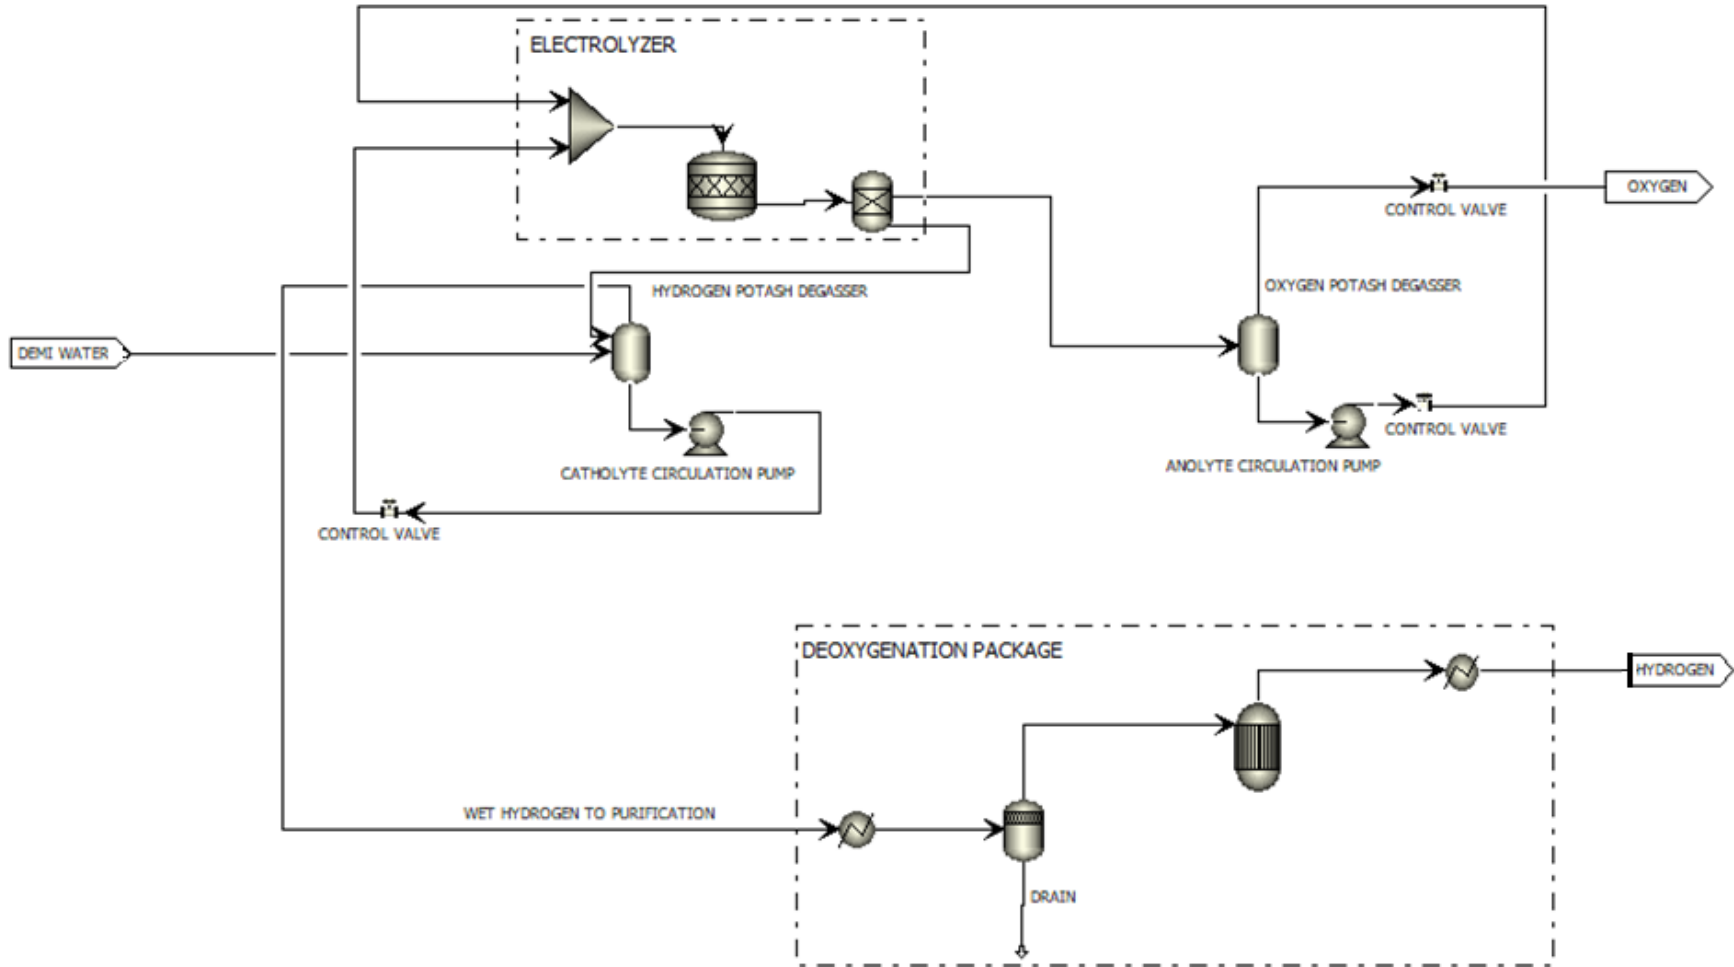 ELECTROLYZER
OXYGEN
CONTROL VALVE
HYDROGEN POTASH DEGASSER
OXYGEN POTASH DEGASSER
DEMI WATER
CONTROL VALVE
CATHOLYTE CIRCULATION PUMP
ANOLYTE CIRCULATION PUMP
CONTROL VALVE
DEOXYGENATION PACKAGE
HYDROGEN
WET HYDROGEN TO PURIFICATION
DRAIN